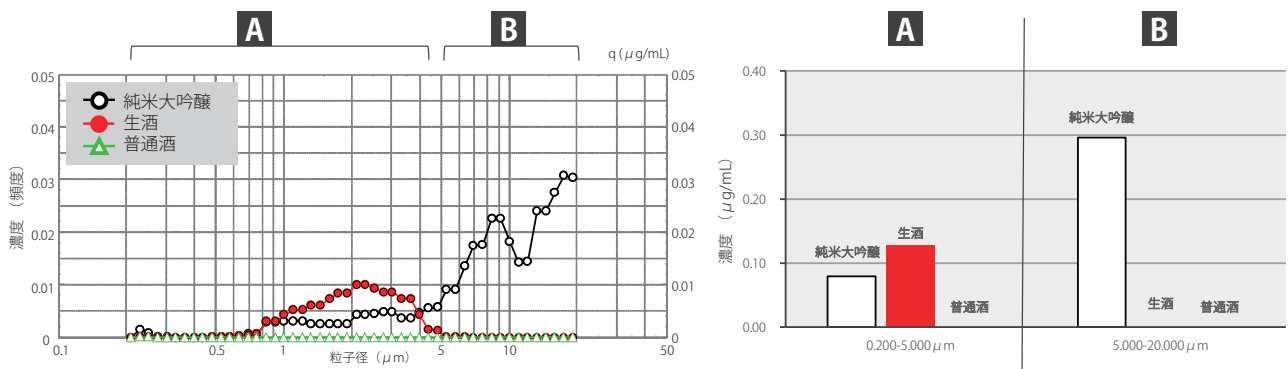 A
B
q (μg/mL)
純米大吟醸
生酒
普通酒
0.05
0.04
0.03
0.02
0.01
0
濃度 (頻度)
0.05
0.04
0.03
0.02
0.01
0
0.1
0.5
1
5
10
50
粒子径 (μm)
A
B
濃度 (μg/mL)
0.40
0.30
0.20
0.10
0.00
純米大吟醸
生酒
普通酒
純米大吟醸
生酒
普通酒
0.200-5.000μm
5.000-20.000μm